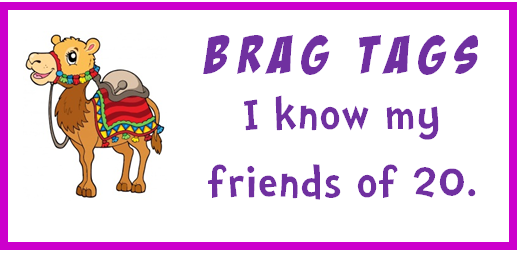 BRAG TAGS
I know my
friends of 20.